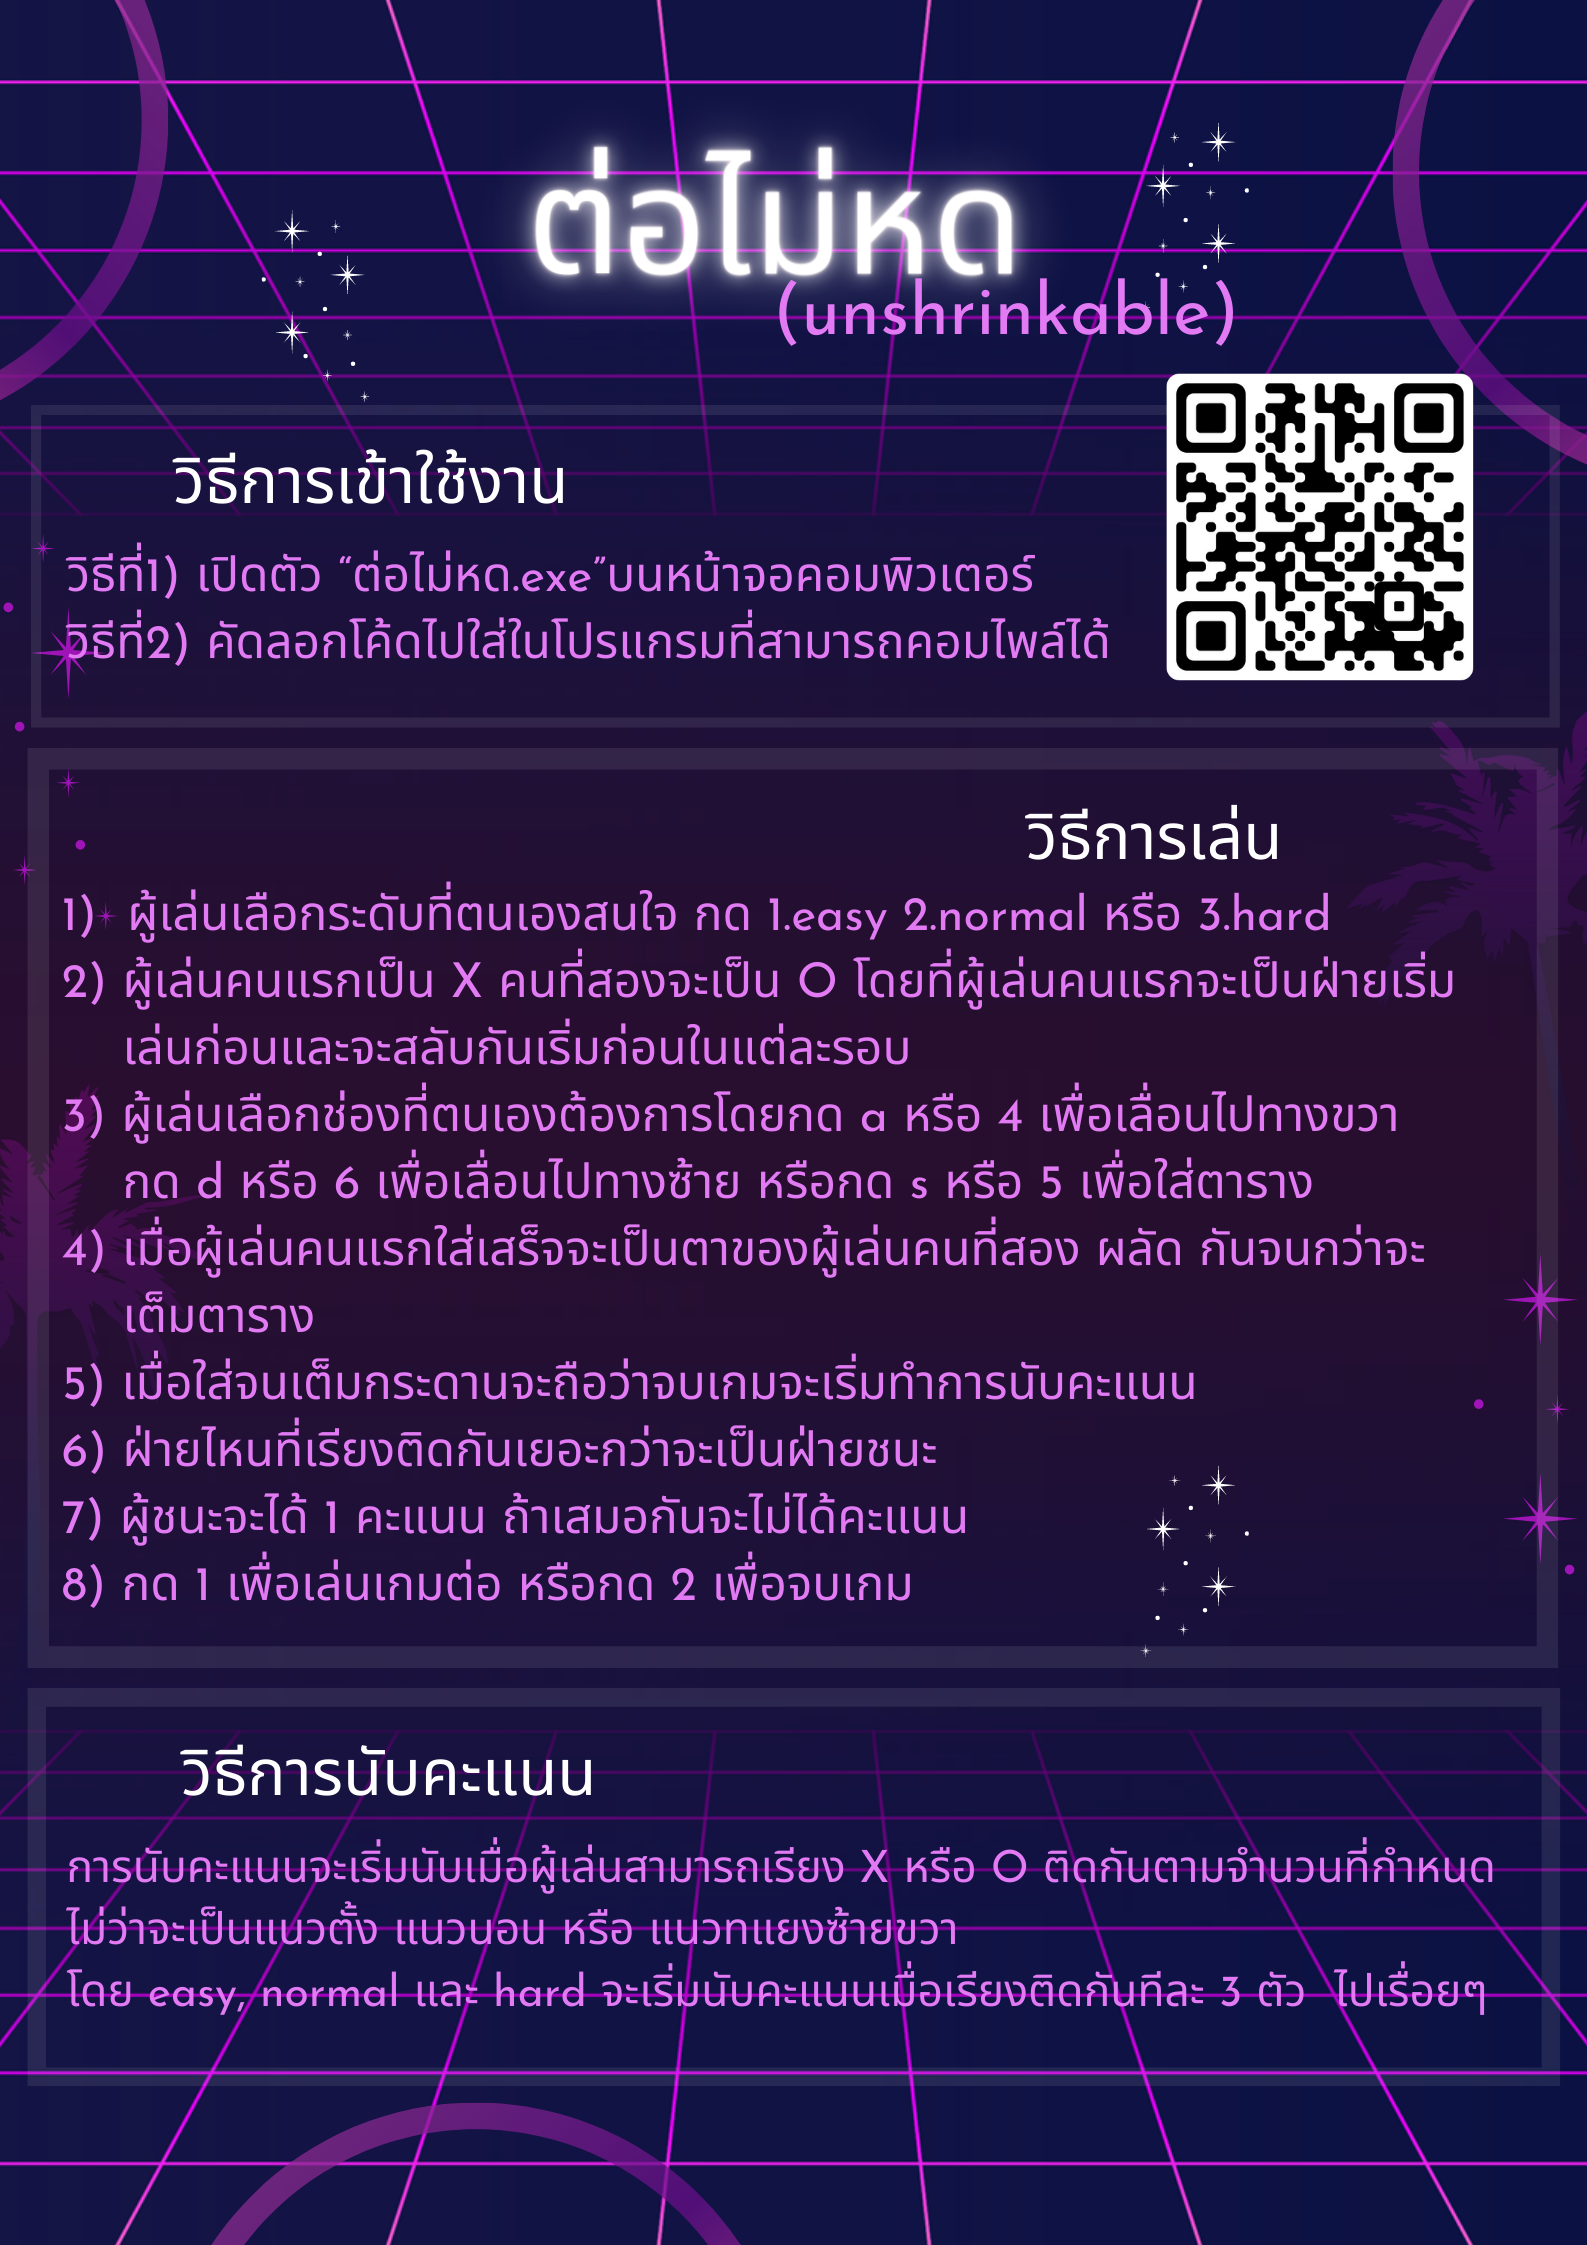 ต่อไม่หด
(unshrinkable)
วิธีการเข้าใช้งาน
วิธีที่1) เปิดตัว “ต่อไม่หด.exe”บนหน้าจอคอมพิวเตอร์
วิธีที่2) คัดลอกโค้ดไปใส่ในโปรแกรมที่สามารถคอมไพล์ได้
วิธีการเล่น
1) ผู้เล่นเลือกระดับที่ตนเองสนใจ กด 1.easy 2.normal หรือ 3.hard
2) ผู้เล่นคนแรกเป็น X คนที่สองจะเป็น O โดยที่ผู้เล่นคนแรกจะเป็นฝ่ายเริ่ม
เล่นก่อนและจะสลับกันเริ่มก่อนในแต่ละรอบ
3) ผู้เล่นเลือกช่องที่ตนเองต้องการโดยกด a หรือ 4 เพื่อเลื่อนไปทางขวา
กด d หรือ 6 เพื่อเลื่อนไปทางซ้าย หรือกด s หรือ 5 เพื่อใส่ตาราง
4) เมื่อผู้เล่นคนแรกใส่เสร็จจะเป็นตาของผู้เล่นคนที่สอง ผลัด กันจนกว่าจะ
เต็มตาราง
5) เมื่อใส่จนเต็มกระดานจะถือว่าจบเกมจะเริ่มทำการนับคะแนน
6) ฝ่ายไหนที่เรียงติดกันเยอะกว่าจะเป็นฝ่ายชนะ
7) ผู้ชนะจะได้ 1 คะแนน ถ้าเสมอกันจะไม่ได้คะแนน
8) กด 1 เพื่อเล่นเกมต่อ หรือกด 2 เพื่อจบเกม
วิธีการนับคะแนน
การนับคะแนนจะเริ่มนับเมื่อผู้เล่นสามารถเรียง X หรือ O ติดกันตามจำนวนที่กำหนด
ไม่ว่าจะเป็นแนวตั้ง แนวนอน หรือ แนวทแยงซ้ายขวา
โดย easy, normal และ hard จะเริ่มนับคะแนนเมื่อเรียงติดกันทีละ 3 ตัว ไปเรื่อยๆ